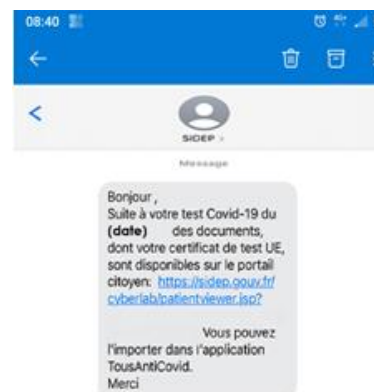 08:40
SIDEP >
Message
Bonjour ,
Suite à votre test Covid-19 du
(date) des documents,
dont votre certificat de test UE,
sont disponibles sur le portail
citoyen: https://sidep.gouv.fr/
cyberlab/patientviewer.jsp?
Vous pouvez
l'importer dans l'application
TousAntiCovid.
Merci